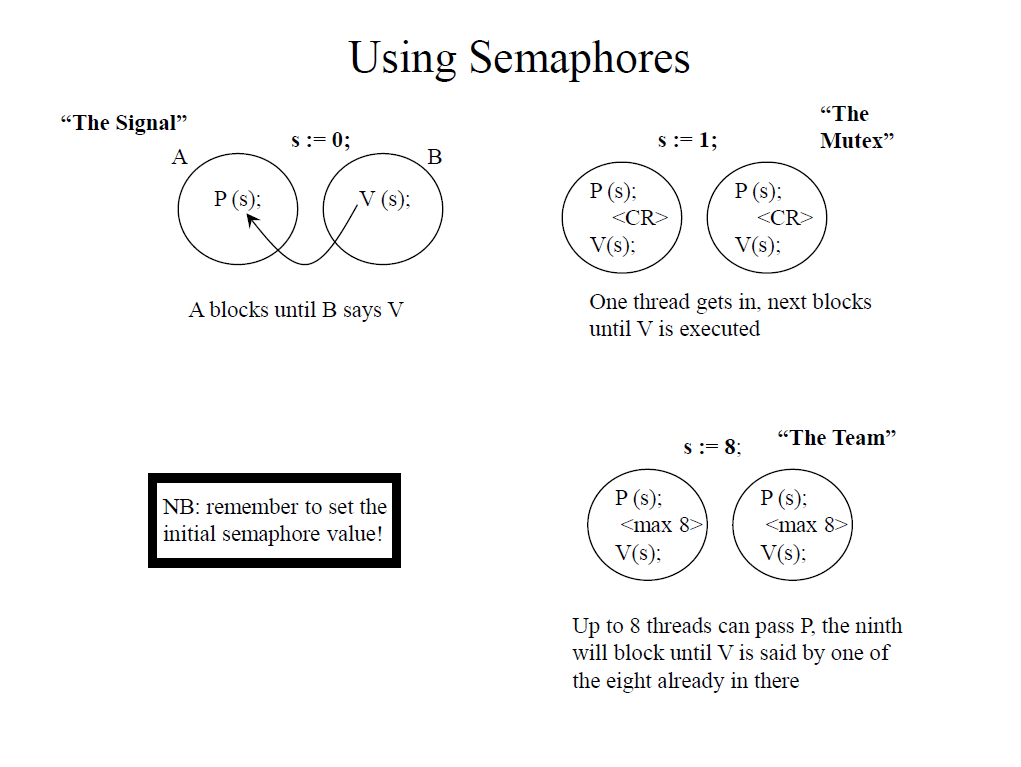 Using Semaphores
“The Signal”
s := 0;
A
B
P (s);
V (s);
A blocks until B says V
“The
Mutex”
s := 1;
P (s);
<CR>
V(s);
P (s);
<CR>
V(s);
One thread gets in, next blocks
until V is executed
NB: remember to set the
initial semaphore value!
“The Team”
s := 8;
P (s);
<max 8>
V(s);
P (s);
<max 8>
V(s);
Up to 8 threads can pass P, the ninth
will block until V is said by one of
the eight already in there